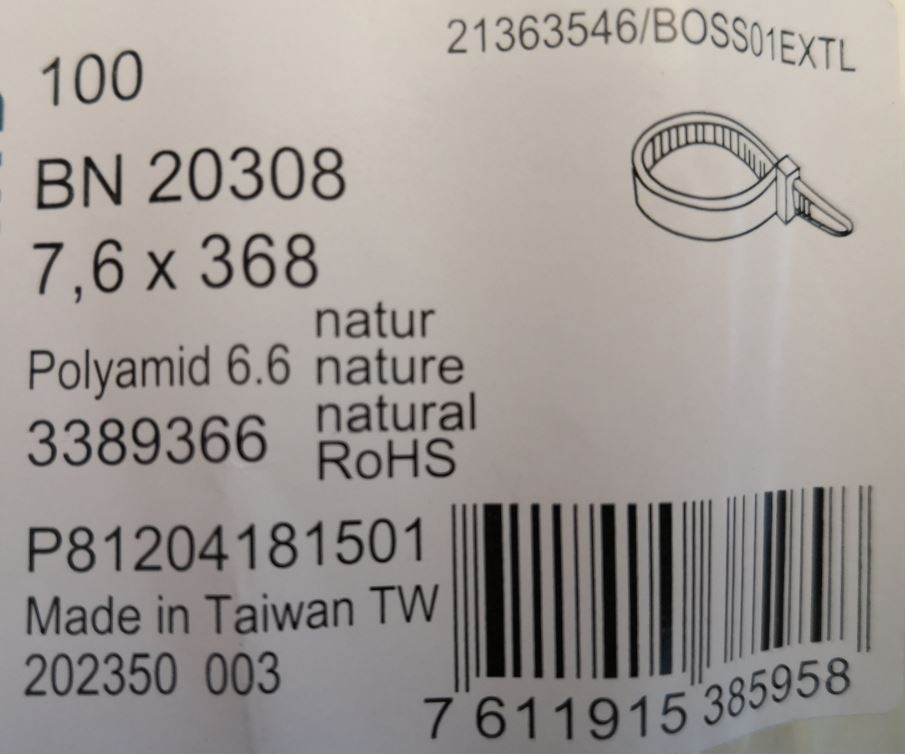 21363546/BOSS01EXTL
100
BN 20308
7,6 x 368
natur
Polyamid 6.6 nature
natural
3389366
RoHS
P81204181501
Made in Taiwan TW
202350 003
7 611915 385958